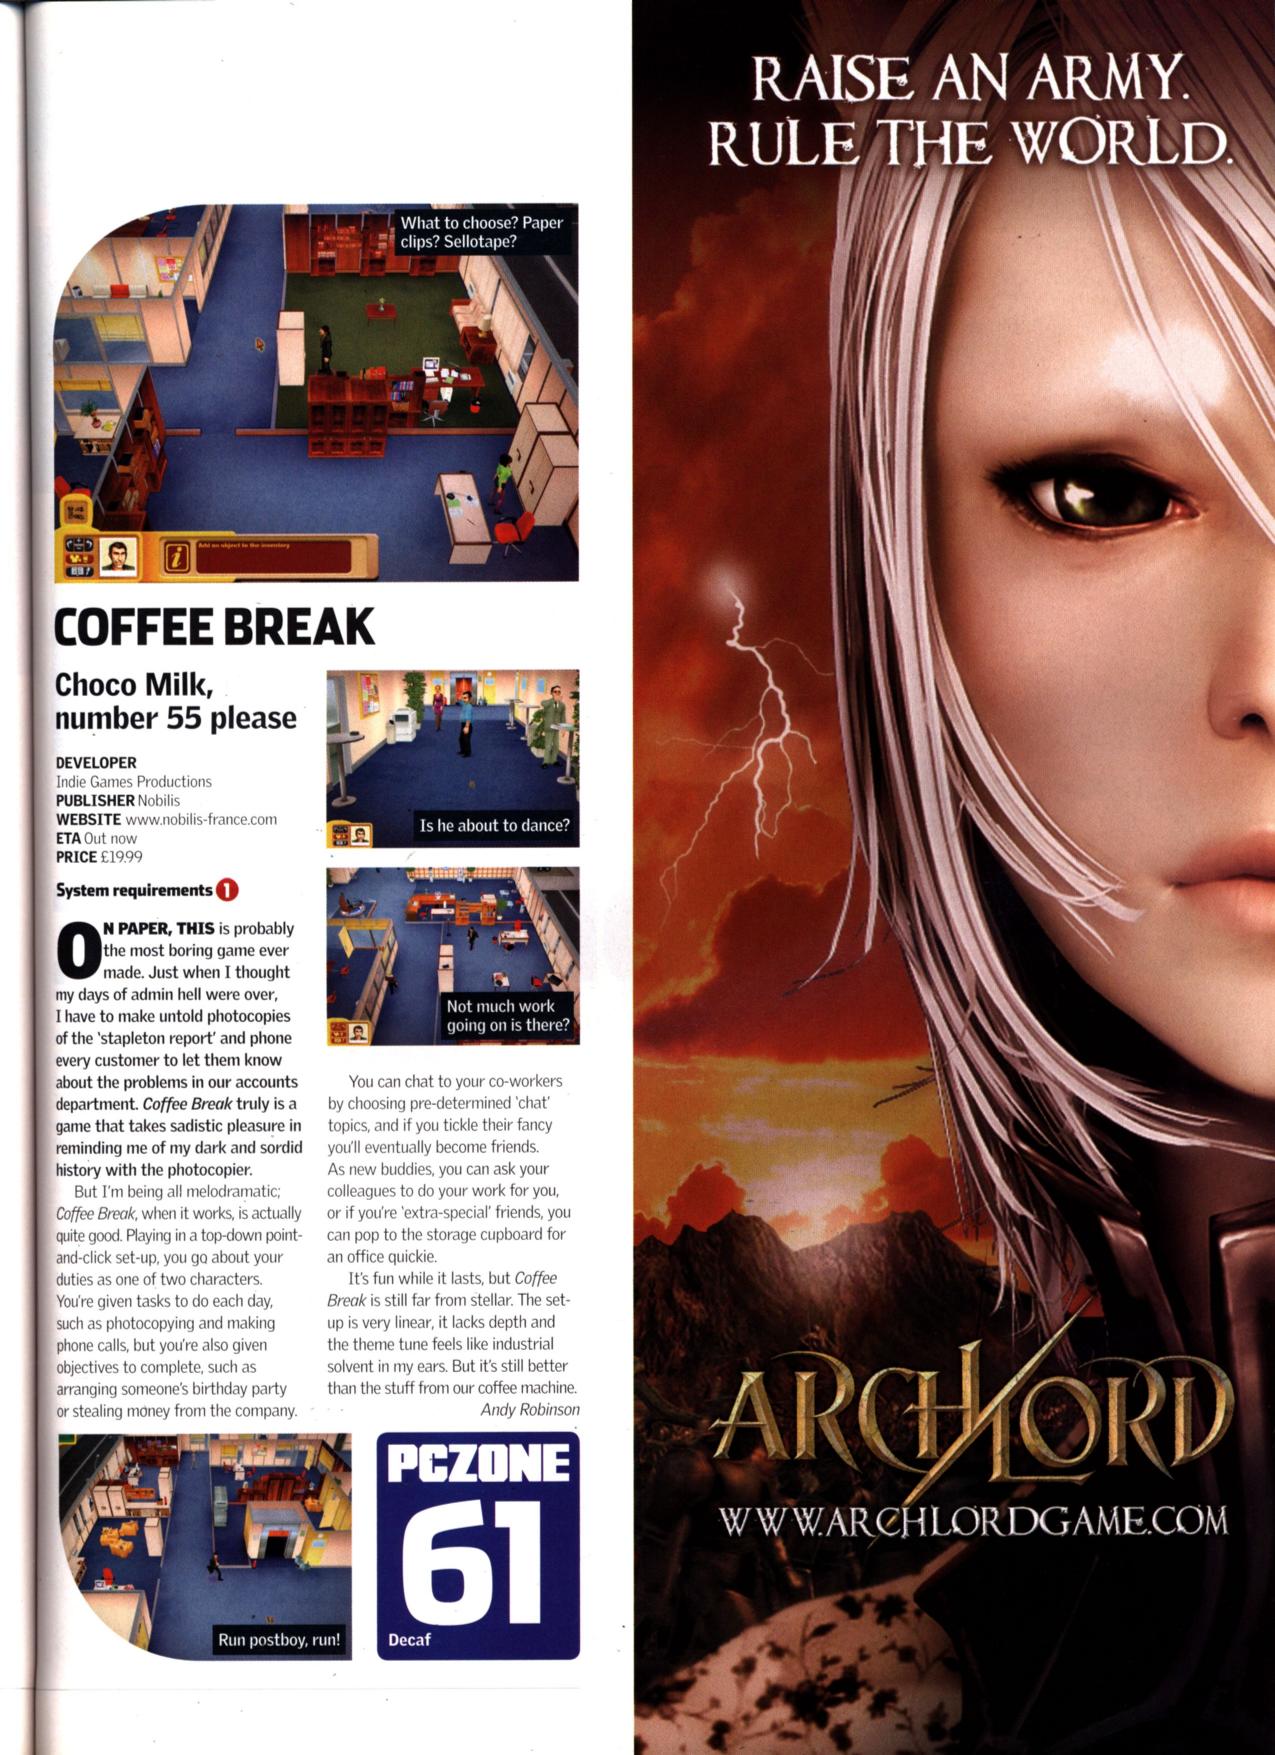 What to choose? Paper
clips? Sellotape?
Add an object to the inventory
COFFEE BREAK
Choco Milk,
number 55 please
DEVELOPER
Indie Games Productions
PUBLISHER Nobilis
WEBSITE www.nobilis-france.com
ETA Out now
PRICE £19.99
System requirements 1
ON PAPER, THIS is probably
the most boring game ever
made. Just when I thought
my days of admin hell were over,
I have to make untold photocopies
of the 'stapleton report' and phone
every customer to let them know
about the problems in our accounts
department. Coffee Break truly is a
game that takes sadistic pleasure in
reminding me of my dark and sordid
history with the photocopier.
But I'm being all melodramatic;
Coffee Break, when it works, is actually
quite good. Playing in a top-down point-
and-click set-up, you go about your
duties as one of two characters.
You're given tasks to do each day,
such as photocopying and making
phone calls, but you're also given
objectives to complete, such as
arranging someone's birthday party
or stealing money from the company.
Is he about to dance?
Not much work
going on is there?
You can chat to your co-workers
by choosing pre-determined 'chat'
topics, and if you tickle their fancy
you'll eventually become friends.
As new buddies, you can ask your
colleagues to do your work for you,
or if you're 'extra-special' friends, you
can pop to the storage cupboard for
an office quickie.
It's fun while it lasts, but Coffee
Break is still far from stellar. The set-
up is very linear, it lacks depth and
the theme tune feels like industrial
solvent in my ears. But it's still better
than the stuff from our coffee machine.
Andy Robinson
Run postboy, run!
PCZONE
61
Decaf
RAISE AN ARMY.
RULE THE WORLD.
ARCHLORD
WWW.ARCHLORDGAME.COM